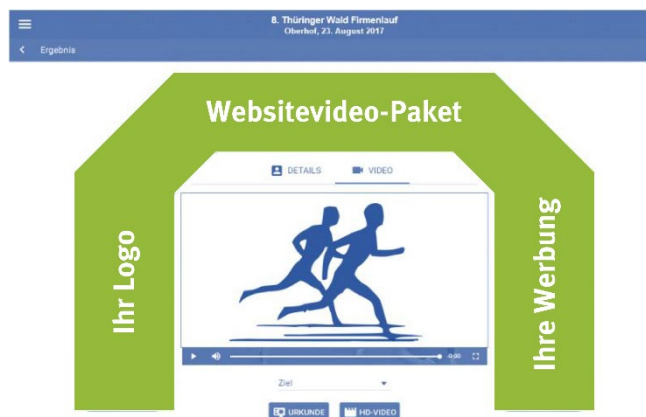 8. Thüringer Wald Firmenlauf
Oberhof, 23. August 2017
Ergebnis
Websitevideo-Paket
DETAILS
VIDEO
Ihr Logo
Ihre Werbung
-0:00
Ziel
URKUNDE
HD-VIDEO